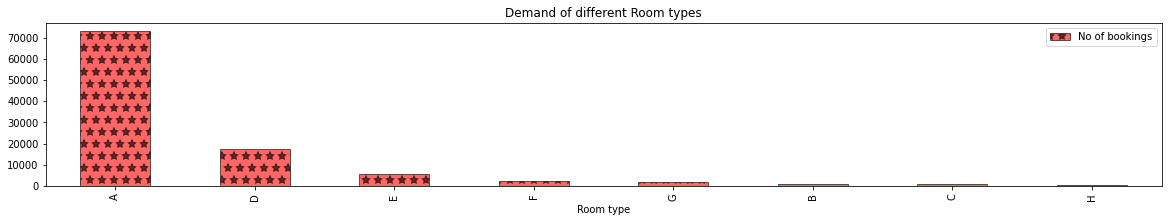 Demand of different Room types
No of bookings
70000
60000
50000
40000
30000
20000
10000
0
A
D
E
F
G
B
C
H
Room type